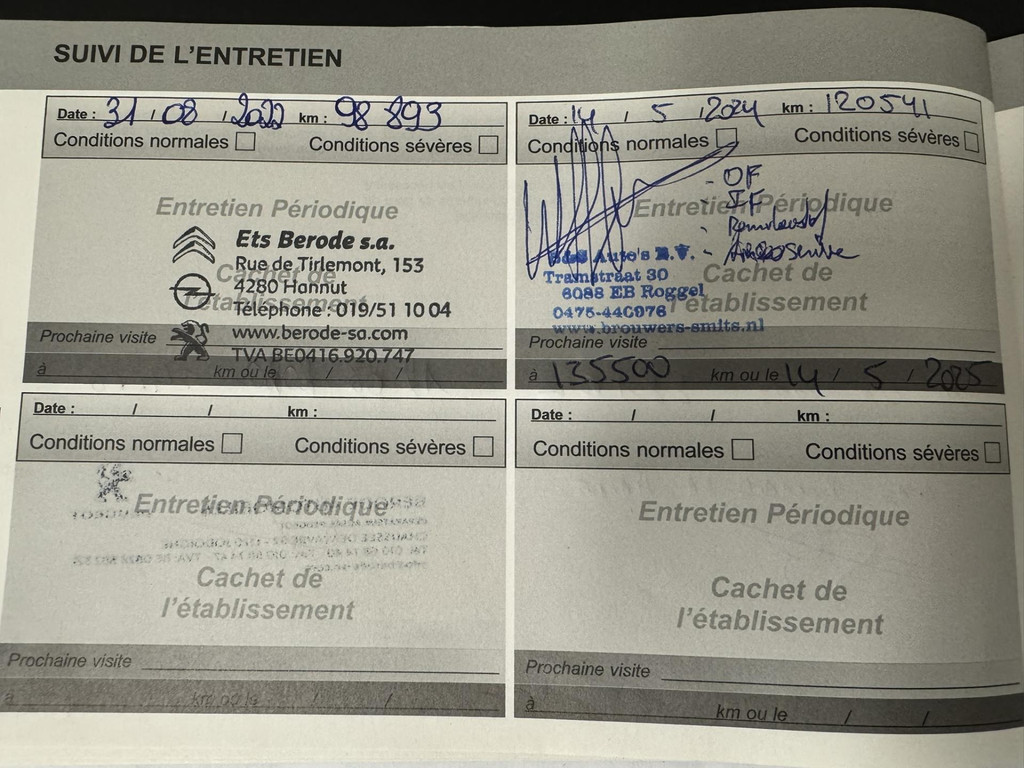 SUIVI DE L'ENTRETIEN
Date : 31 / 08 / 2022 km : 98 893
Conditions normales Conditions sévères
Entretien Périodique
Ets Berode s.a.
Rue de Tirlemont, 153
4280 Hannut
Cachet de
l'établissement
Téléphone : 019/51 10 04
www.berode-sa.com
TVA BE0416.920.747
Prochaine visite
à km ou le / /
Date : 14 / 5 / 2024 km : 120541
Conditions normales Conditions sévères
- OF
- IF
Entretien Périodique
Auto's B.V.
Tramstraat 30
6088 EB Roggel
0475-440976
www.brouwers-smits.nl
Cachet de
l'établissement
Prochaine visite
à 135500 km ou le 14 / 5 / 2025
Date : / / km :
Conditions normales Conditions sévères
Entretien Périodique
Cachet de
l'établissement
Prochaine visite
à km ou le / /
Date : / / km :
Conditions normales Conditions sévères
Entretien Périodique
Cachet de
l'établissement
Prochaine visite
à km ou le / /